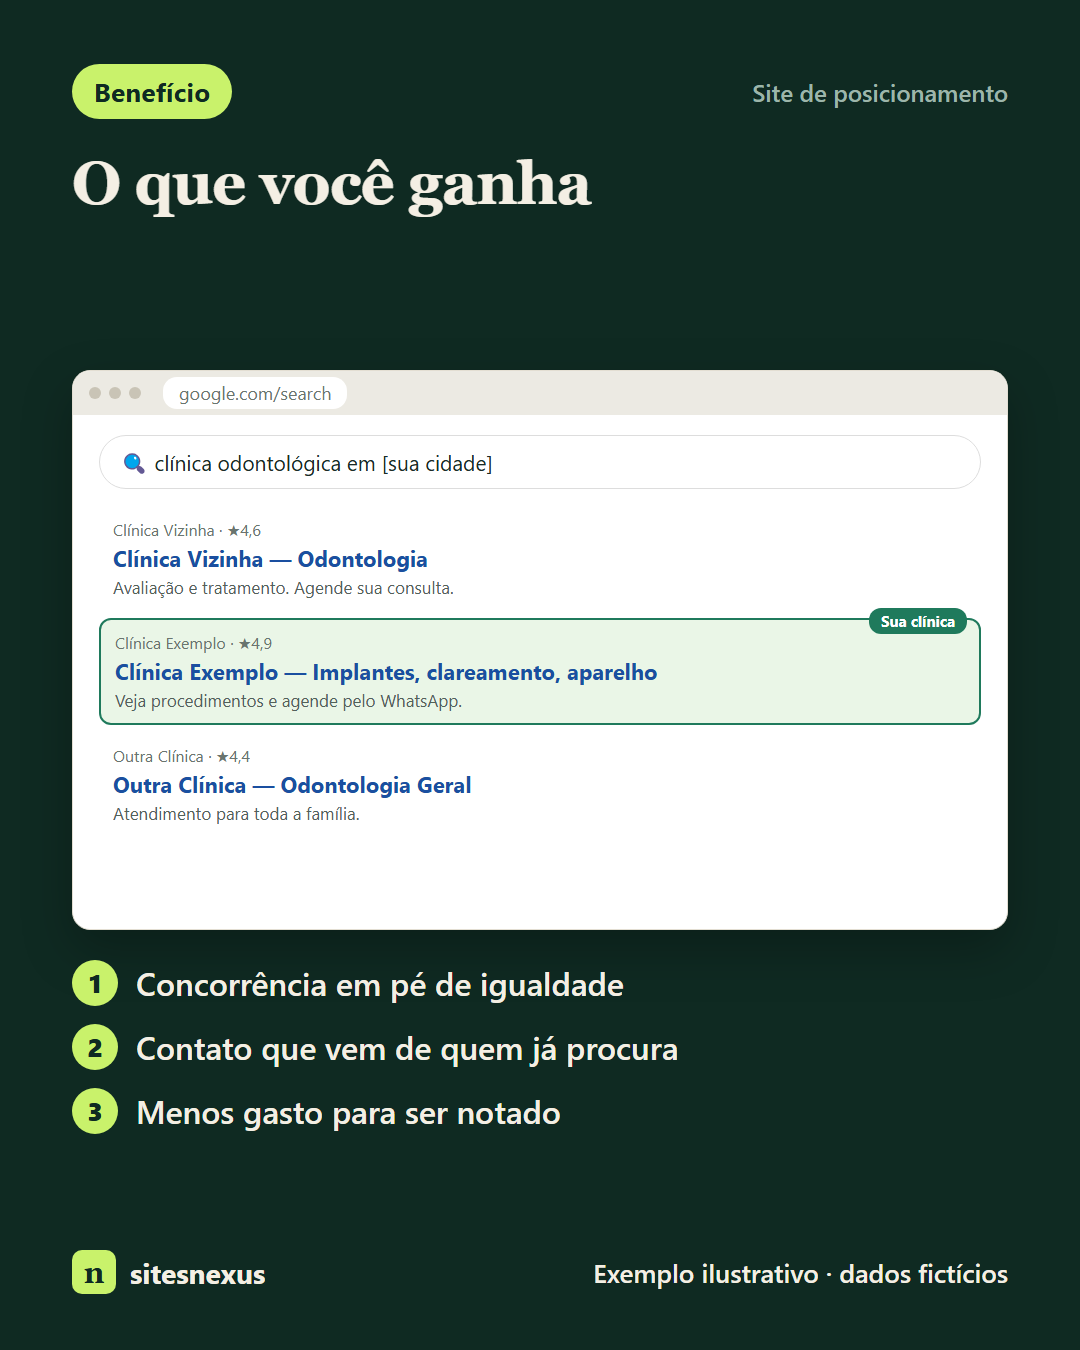 Benefício
Site de posicionamento
O que você ganha
google.com/search
clínica odontológica em [sua cidade]
Clínica Vizinha · ★4,6
Clínica Vizinha — Odontologia
Avaliação e tratamento. Agende sua consulta.
Sua clínica
Clínica Exemplo · ★4,9
Clínica Exemplo — Implantes, clareamento, aparelho
Veja procedimentos e agende pelo WhatsApp.
Outra Clínica · ★4,4
Outra Clínica — Odontologia Geral
Atendimento para toda a família.
1 Concorrência em pé de igualdade
2 Contato que vem de quem já procura
3 Menos gasto para ser notado
n sitesnexus
Exemplo ilustrativo · dados fictícios